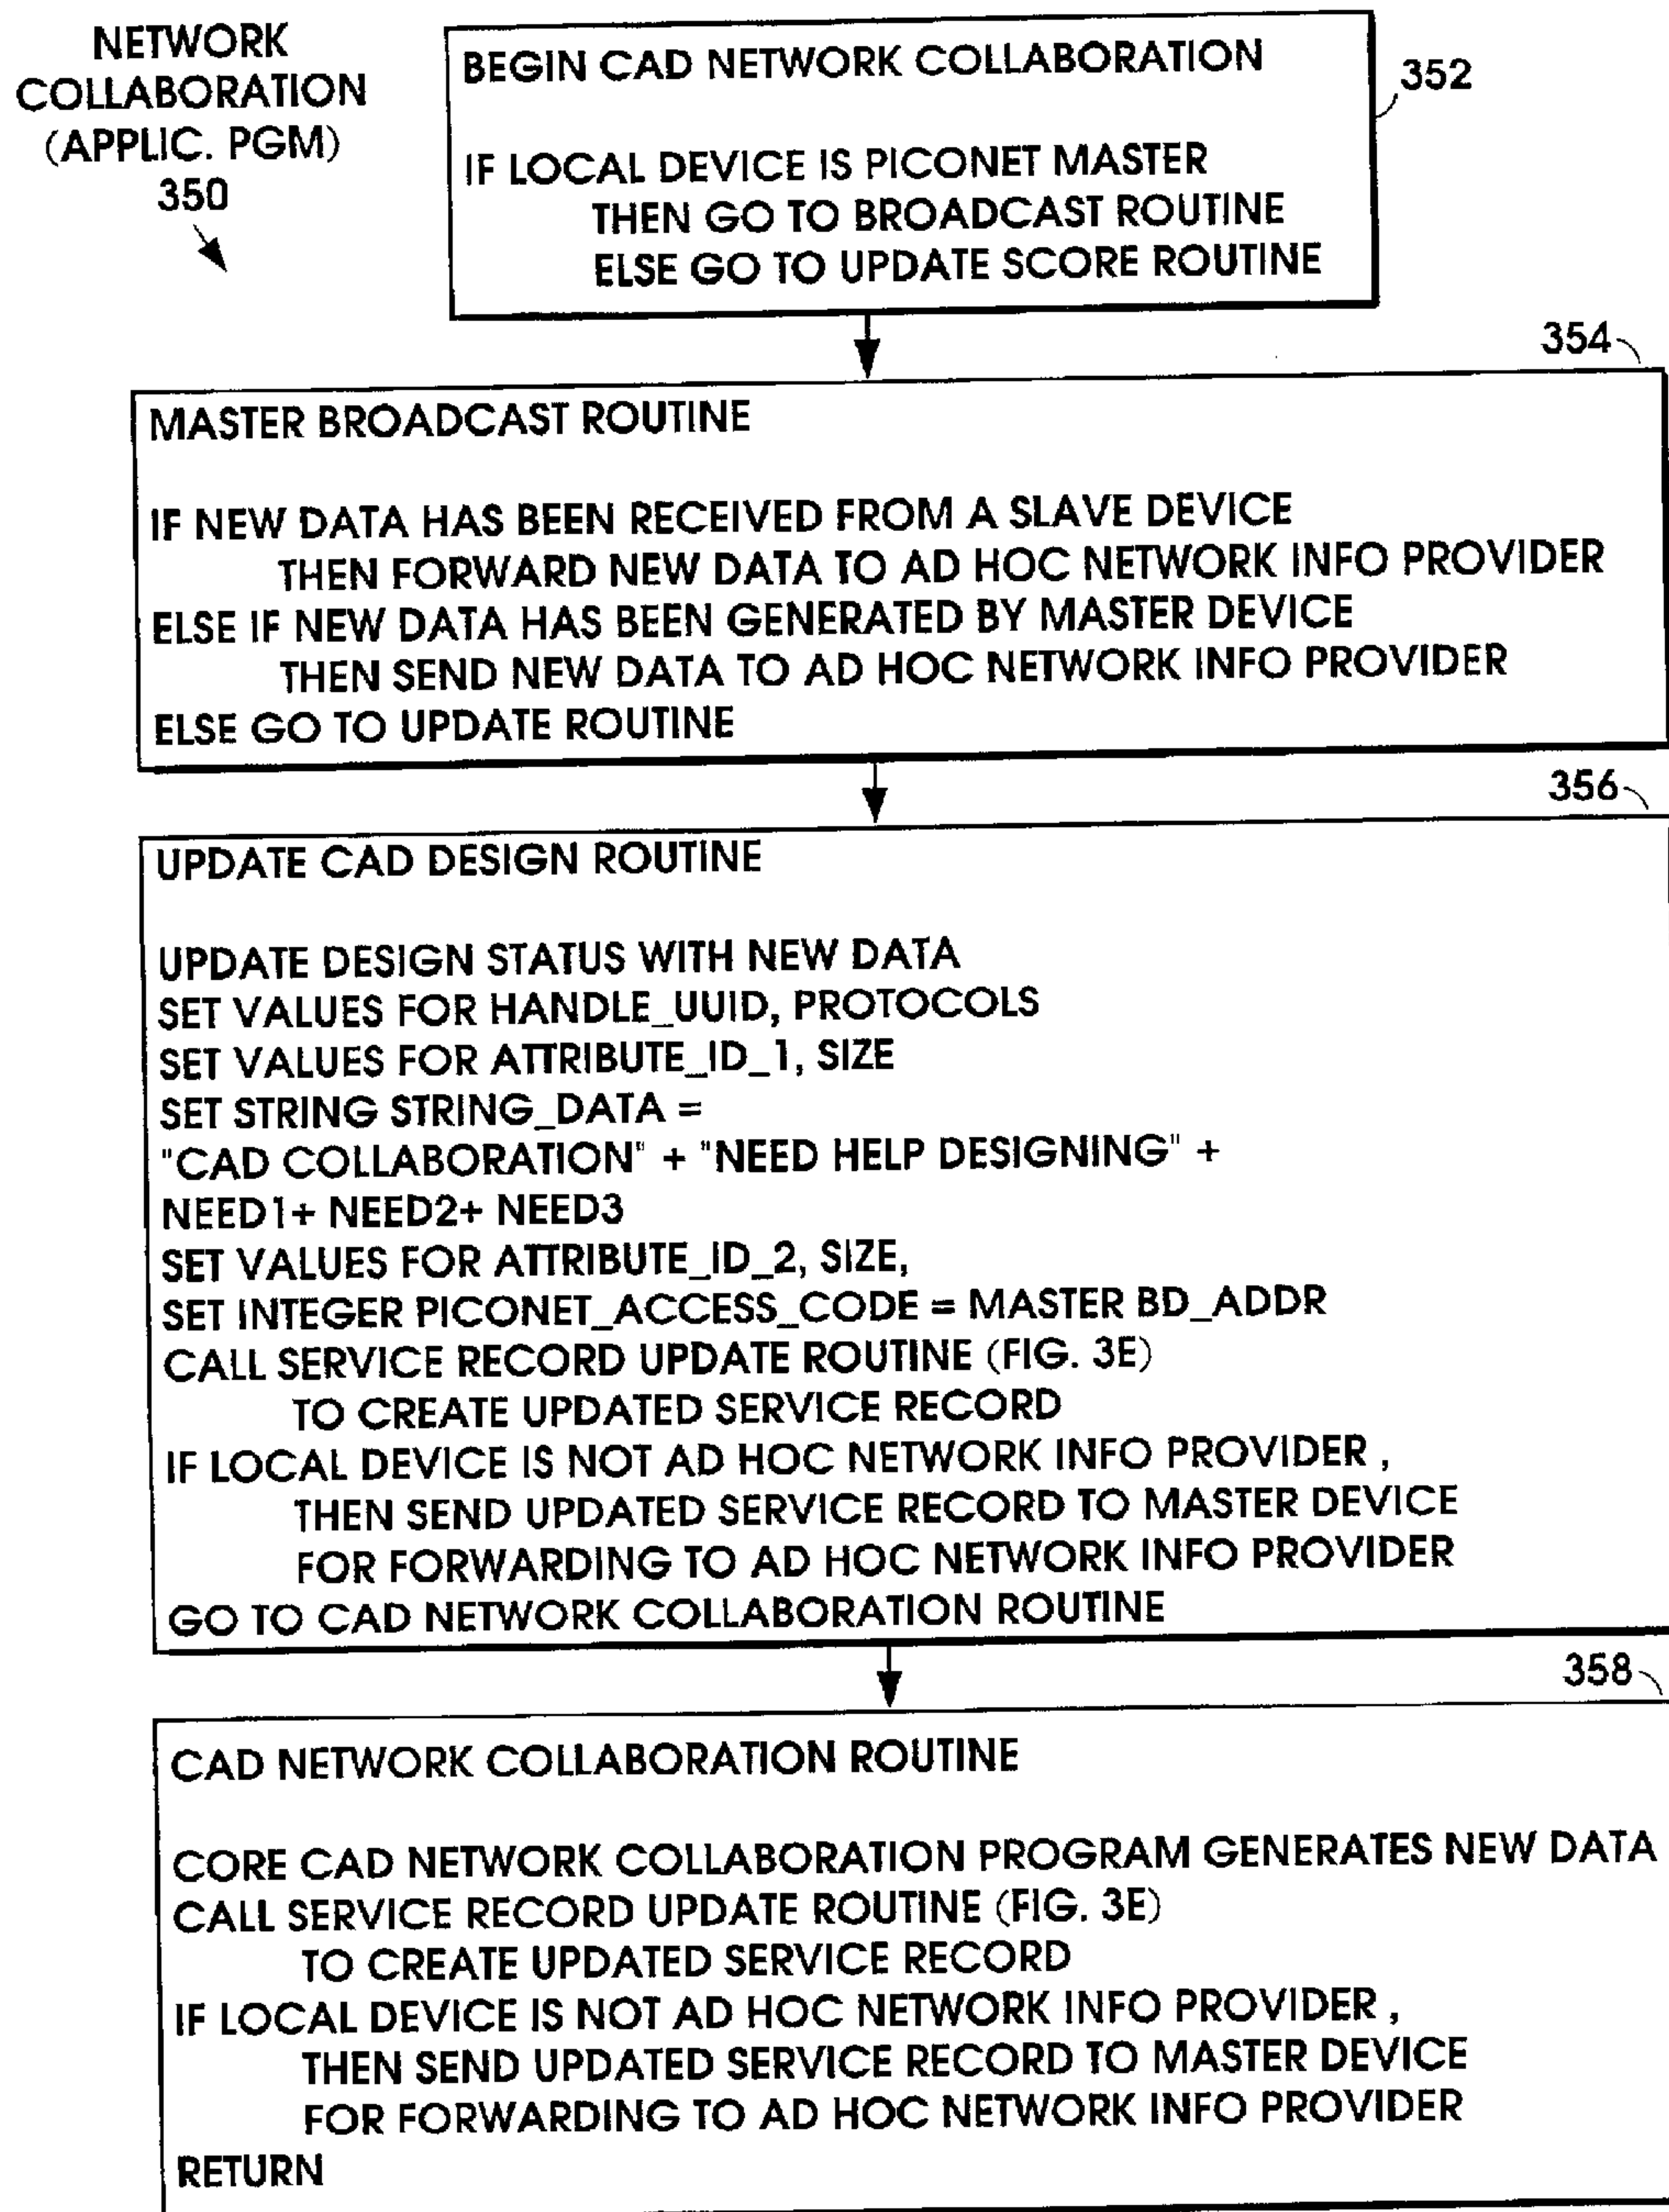 NETWORK
COLLABORATION
(APPLIC. PGM)
350
BEGIN CAD NETWORK COLLABORATION
IF LOCAL DEVICE IS PICONET MASTER
THEN GO TO BROADCAST ROUTINE
ELSE GO TO UPDATE SCORE ROUTINE
352
354
MASTER BROADCAST ROUTINE
IF NEW DATA HAS BEEN RECEIVED FROM A SLAVE DEVICE
THEN FORWARD NEW DATA TO AD HOC NETWORK INFO PROVIDER
ELSE IF NEW DATA HAS BEEN GENERATED BY MASTER DEVICE
THEN SEND NEW DATA TO AD HOC NETWORK INFO PROVIDER
ELSE GO TO UPDATE ROUTINE
356
UPDATE CAD DESIGN ROUTINE
UPDATE DESIGN STATUS WITH NEW DATA
SET VALUES FOR HANDLE_UUID, PROTOCOLS
SET VALUES FOR ATTRIBUTE_ID_1, SIZE
SET STRING STRING_DATA =
"CAD COLLABORATION" + "NEED HELP DESIGNING" +
NEED1+ NEED2+ NEED3
SET VALUES FOR ATTRIBUTE_ID_2, SIZE,
SET INTEGER PICONET_ACCESS_CODE = MASTER BD_ADDR
CALL SERVICE RECORD UPDATE ROUTINE (FIG. 3E)
TO CREATE UPDATED SERVICE RECORD
IF LOCAL DEVICE IS NOT AD HOC NETWORK INFO PROVIDER ,
THEN SEND UPDATED SERVICE RECORD TO MASTER DEVICE
FOR FORWARDING TO AD HOC NETWORK INFO PROVIDER
GO TO CAD NETWORK COLLABORATION ROUTINE
358
CAD NETWORK COLLABORATION ROUTINE
CORE CAD NETWORK COLLABORATION PROGRAM GENERATES NEW DATA
CALL SERVICE RECORD UPDATE ROUTINE (FIG. 3E)
TO CREATE UPDATED SERVICE RECORD
IF LOCAL DEVICE IS NOT AD HOC NETWORK INFO PROVIDER ,
THEN SEND UPDATED SERVICE RECORD TO MASTER DEVICE
FOR FORWARDING TO AD HOC NETWORK INFO PROVIDER
RETURN